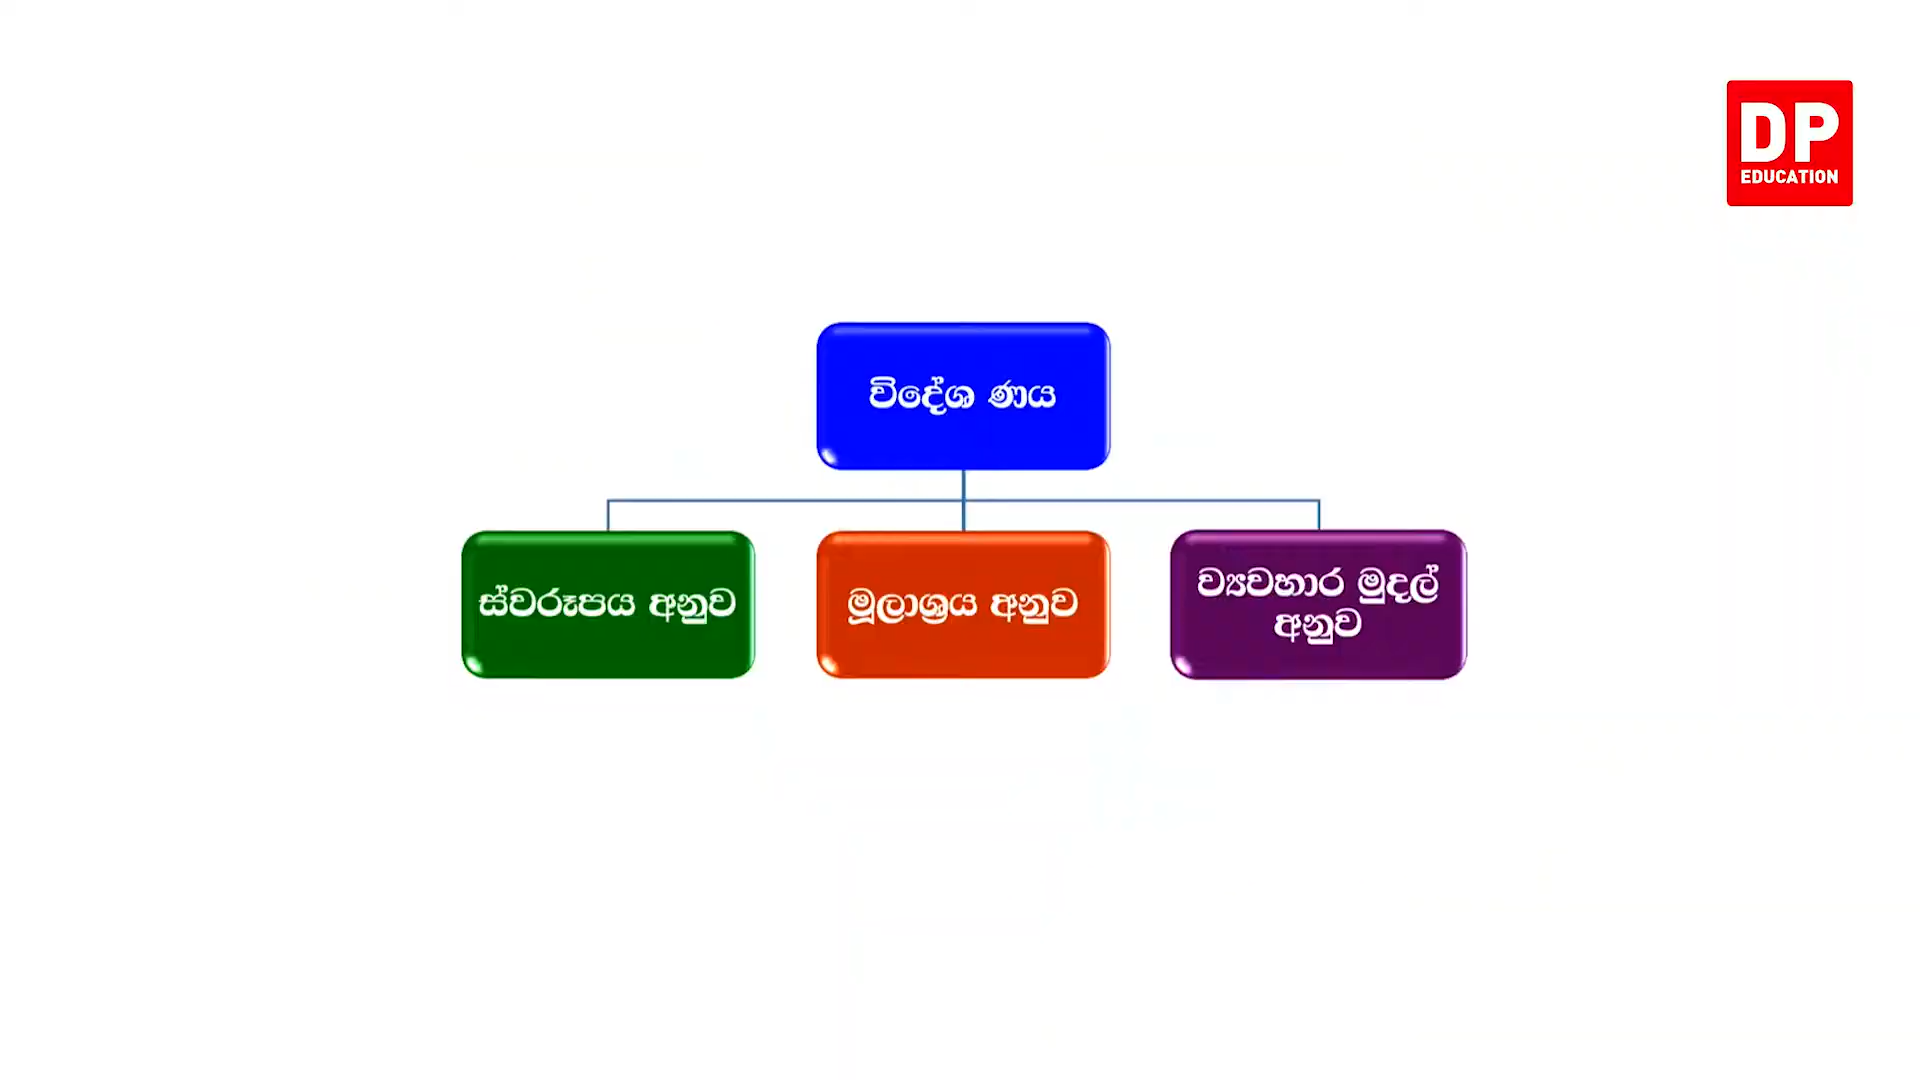 DP
EDUCATION
විදේශ ණය
ස්වරූපය අනුව
මූලාශ්‍රය අනුව
ව්‍යවහාර මුදල්
අනුව